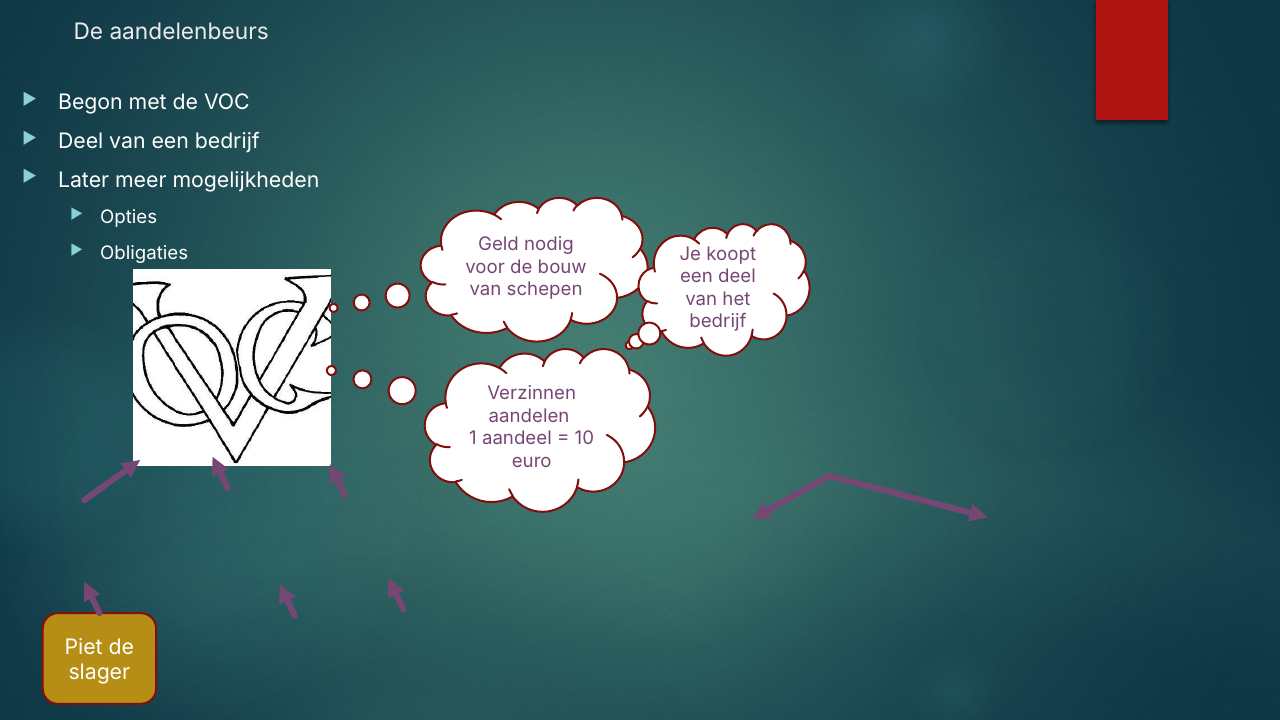 De aandelenbeurs
Begon met de VOC
Deel van een bedrijf
Later meer mogelijkheden
Opties
Obligaties
VOC
Geld nodig
voor de bouw
van schepen
Je koopt
een deel
van het
bedrijf
Verzinnen
aandelen
1 aandeel = 10
euro
Piet de
slager